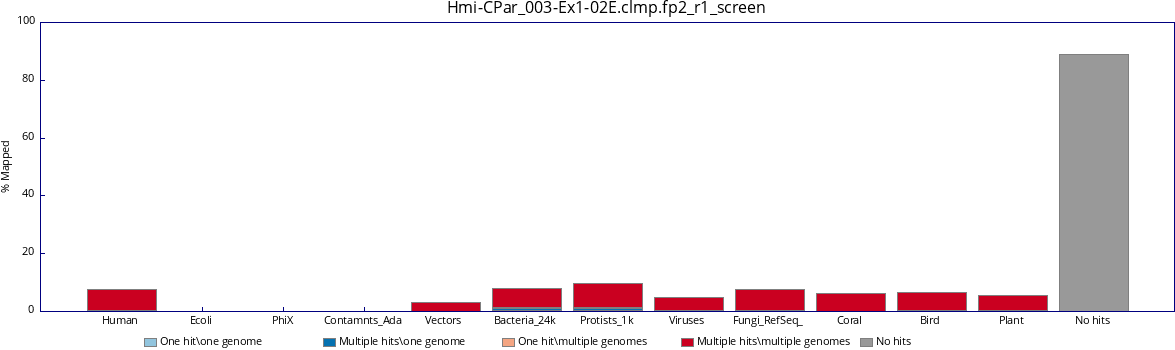 Hmi-CPar_003-Ex1-02E.clmp.fp2_r1_screen
% Mapped
100
80
60
40
20
0
Human Ecoli PhiX Contamnts_Ada Vectors Bacteria_24k Protists_1k Viruses Fungi_RefSeq_ Coral Bird Plant No hits
One hit\one genome Multiple hits\one genome One hit\multiple genomes Multiple hits\multiple genomes No hits